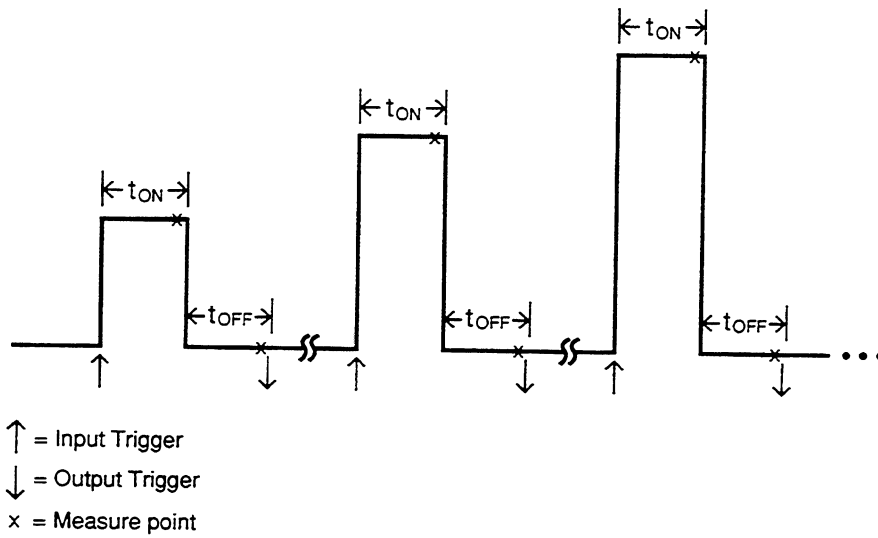 tON
tON
tON
tOFF
tOFF
tOFF
↑ = Input Trigger
↓ = Output Trigger
x = Measure point